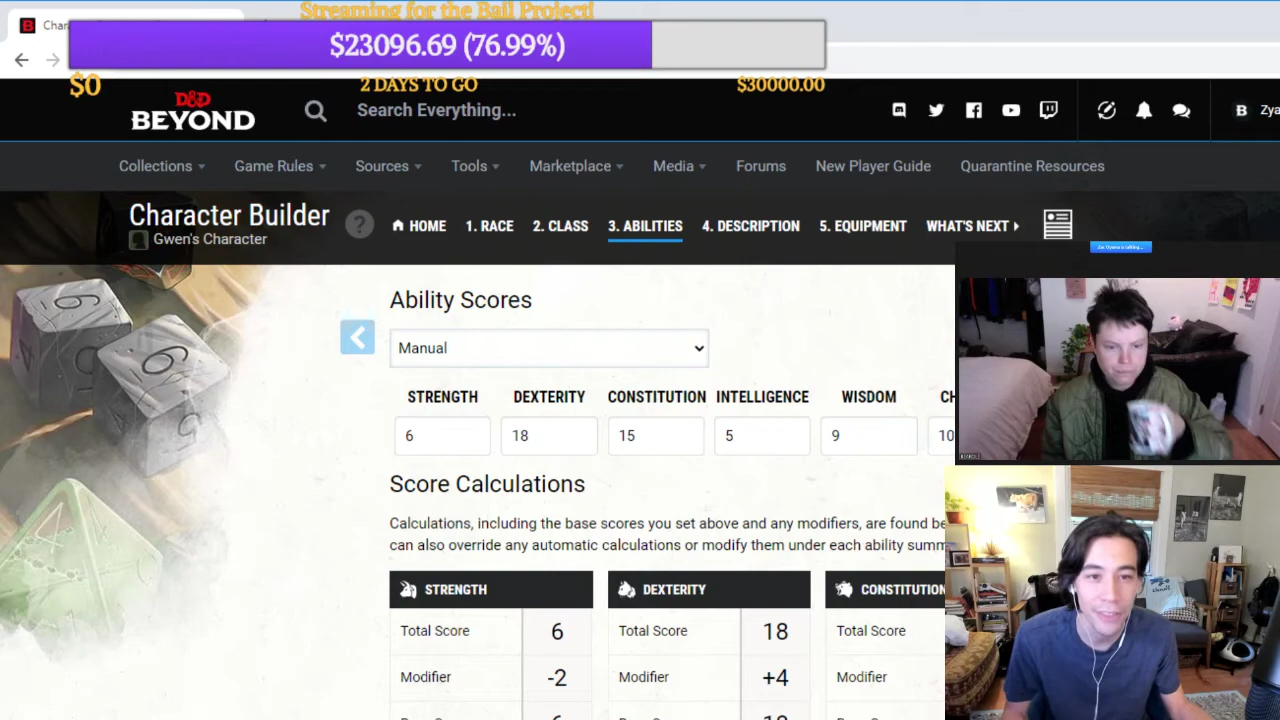 Streaming for the Bail Project!
Char
$23096.69 (76.99%)
$0
2 DAYS TO GO
$30000.00
D&D
BEYOND
Search Everything...
B
Zya
Collections
Game Rules
Sources
Tools
Marketplace
Media
Forums
New Player Guide
Quarantine Resources
Character Builder
Gwen's Character
?
HOME
1. RACE
2. CLASS
3. ABILITIES
4. DESCRIPTION
5. EQUIPMENT
WHAT'S NEXT
Ability Scores
Manual
STRENGTH
DEXTERITY
CONSTITUTION
INTELLIGENCE
WISDOM
CH
6
18
15
5
9
10
Score Calculations
Calculations, including the base scores you set above and any modifiers, are found be
can also override any automatic calculations or modify them under each ability summ
STRENGTH
DEXTERITY
CONSTITUTION
Total Score
6
Total Score
18
Total Score
Modifier
-2
Modifier
+4
Modifier